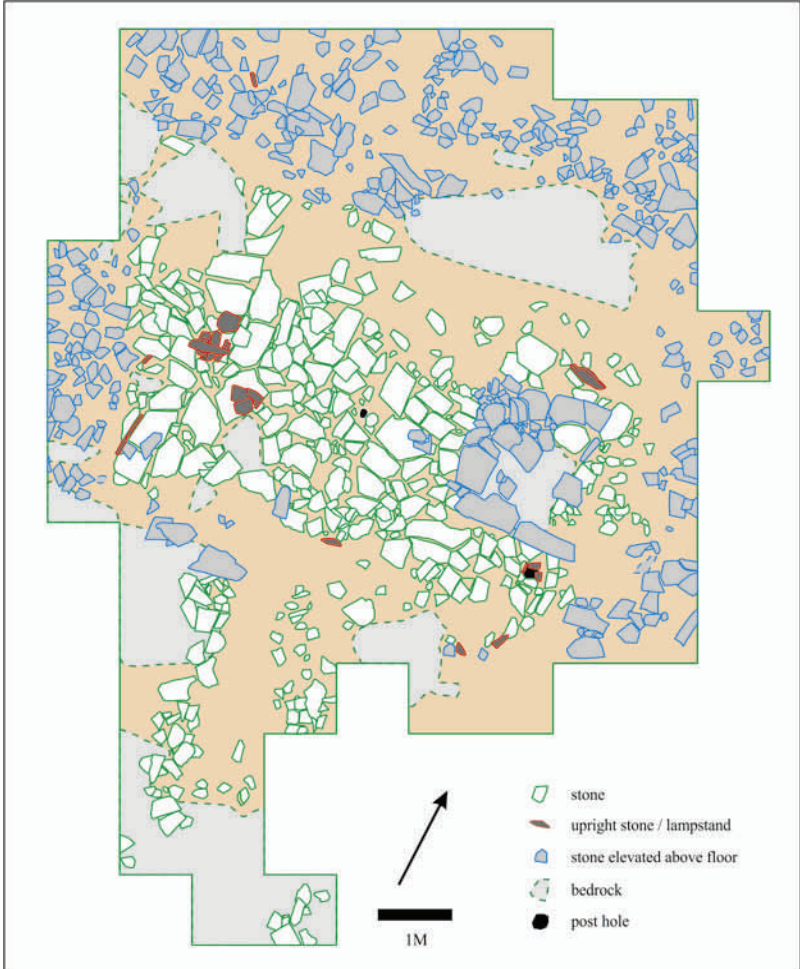 stone
upright stone / lampstand
stone elevated above floor
bedrock
post hole
1M